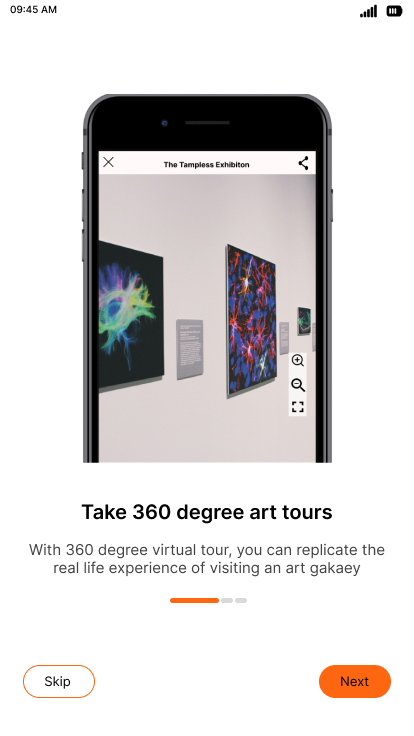 09:45 AM
The Tampless Exhibiton
Take 360 degree art tours
With 360 degree virtual tour, you can replicate the
real life experience of visiting an art gakaey
Skip
Next